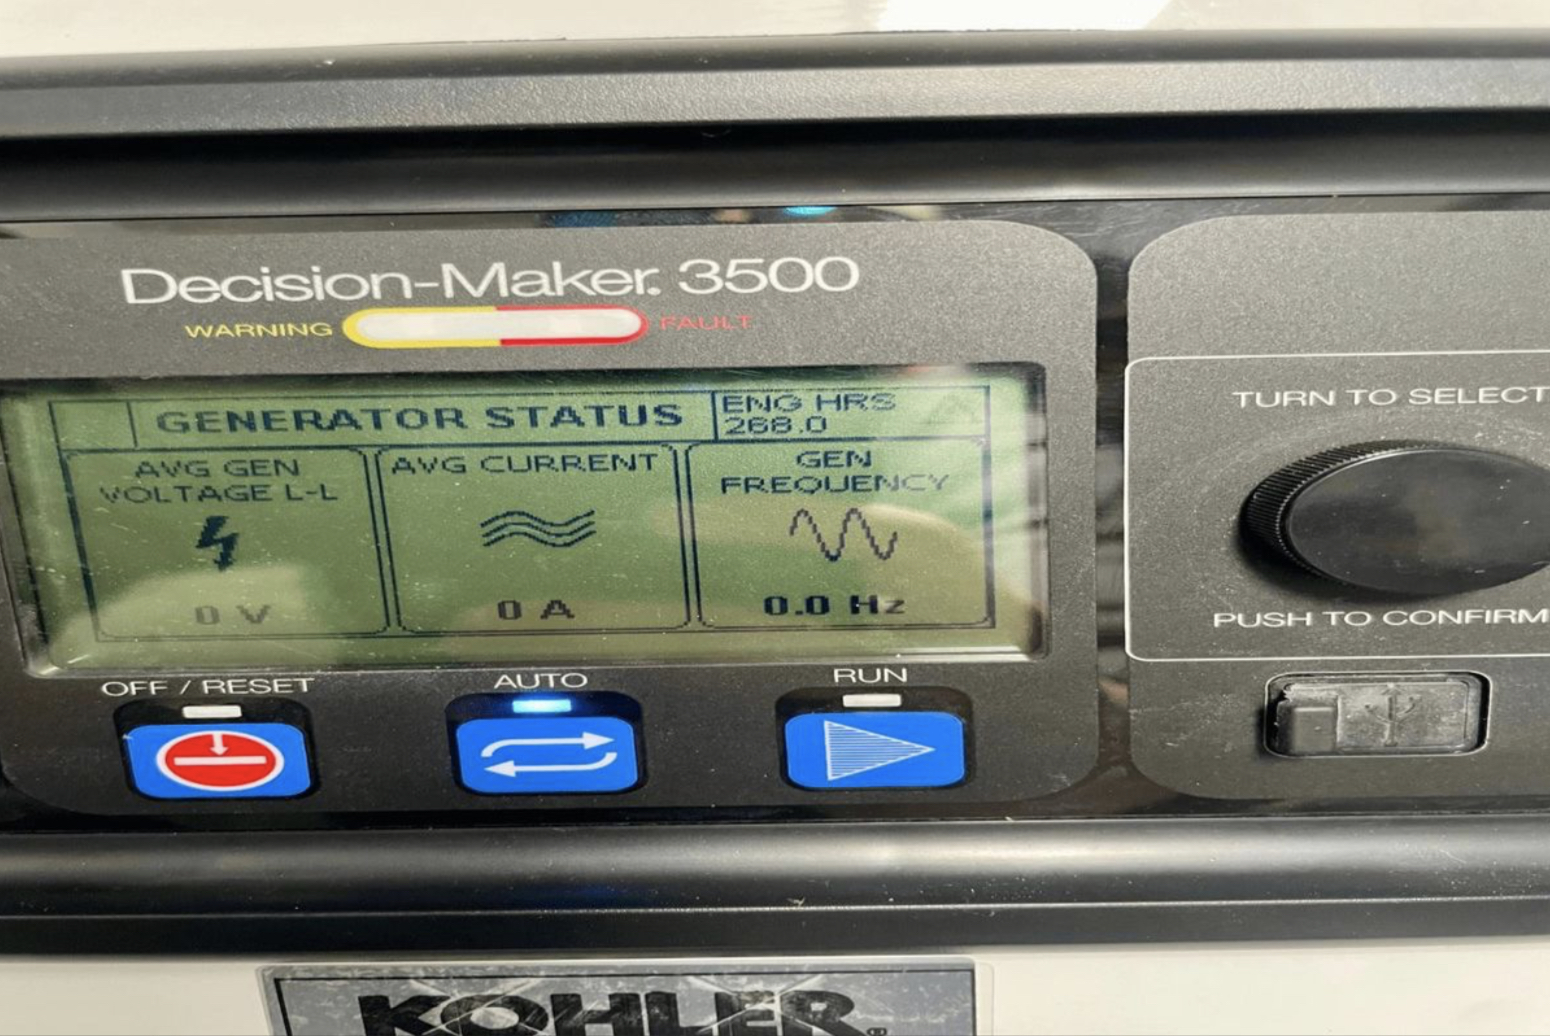 Decision-Maker. 3500
WARNING FAULT
GENERATOR STATUS
ENG HRS
268.0
AVG GEN
VOLTAGE L-L
0 V
AVG CURRENT
0 A
GEN
FREQUENCY
0.0 Hz
OFF / RESET
AUTO
RUN
TURN TO SELECT
PUSH TO CONFIRM
KOHLER®